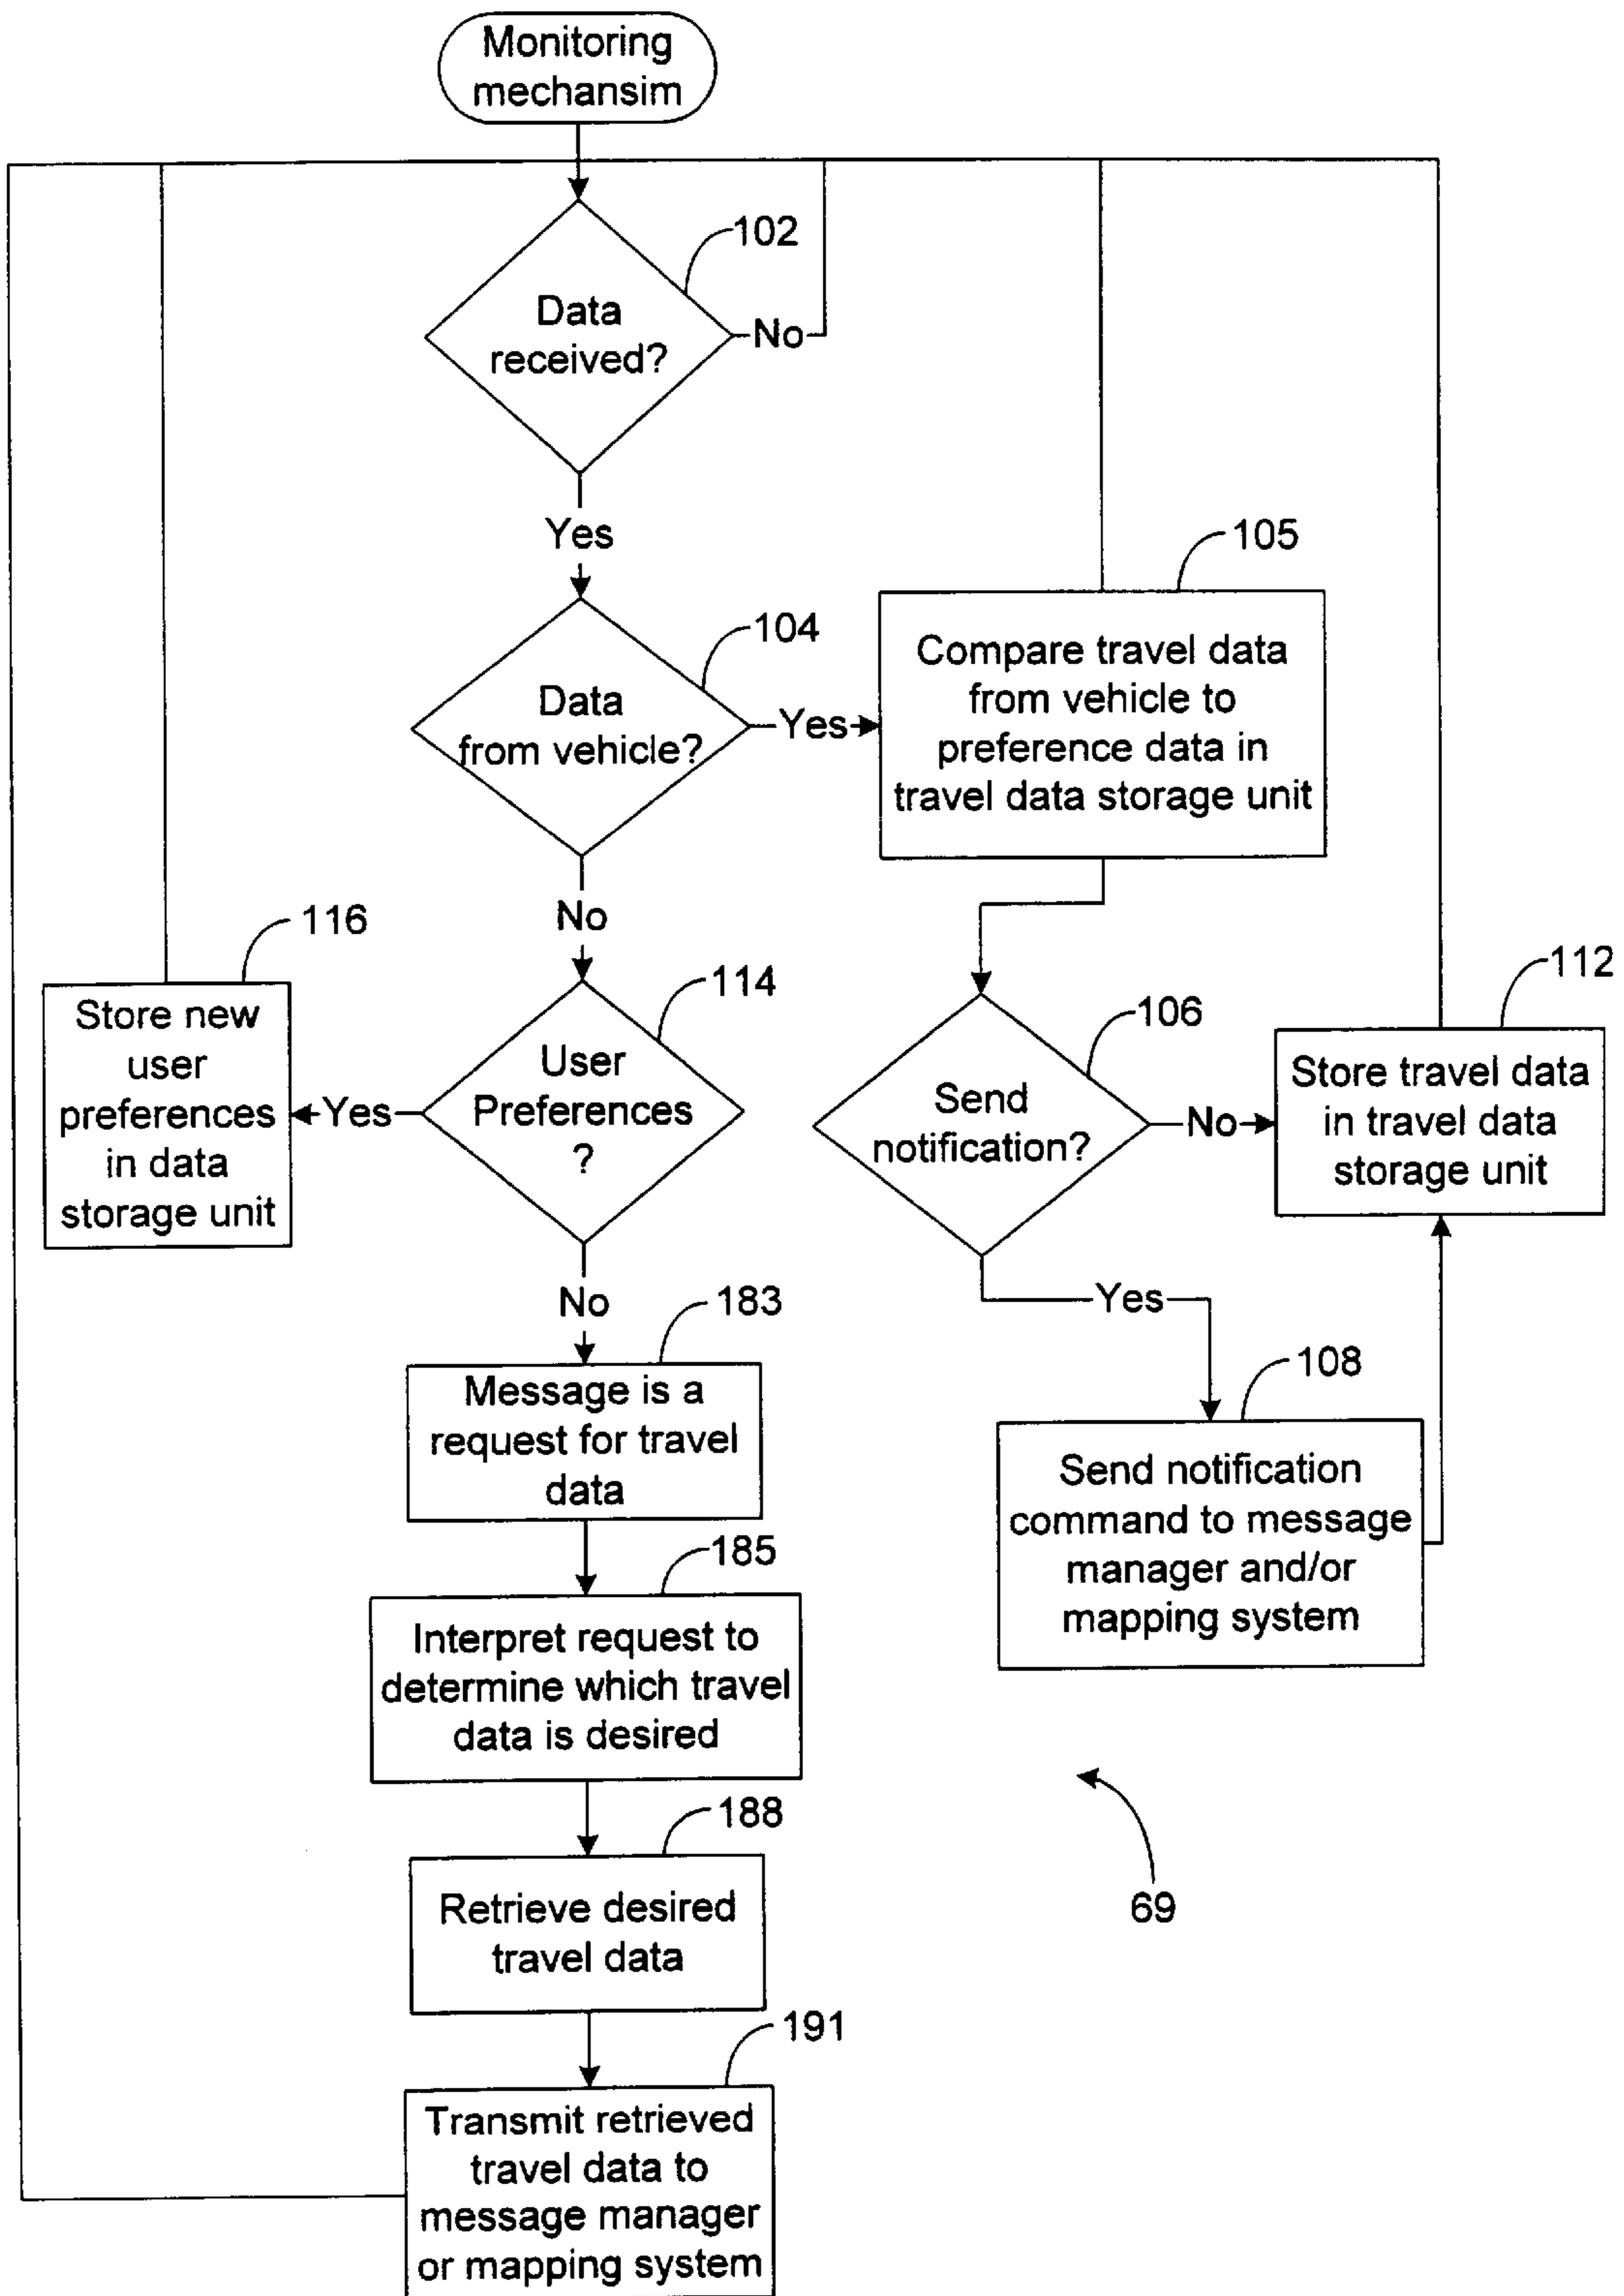 Monitoring
mechansim
102
Data
received?
No
Yes
105
104
Data
from vehicle?
Yes
Compare travel data
from vehicle to
preference data in
travel data storage unit
No
116
Store new
user
preferences
in data
storage unit
Yes
114
User
Preferences
?
106
Send
notification?
No
112
Store travel data
in travel data
storage unit
No
Yes
183
Message is a
request for travel
data
108
Send notification
command to message
manager and/or
mapping system
185
Interpret request to
determine which travel
data is desired
188
Retrieve desired
travel data
69
191
Transmit retrieved
travel data to
message manager
or mapping system